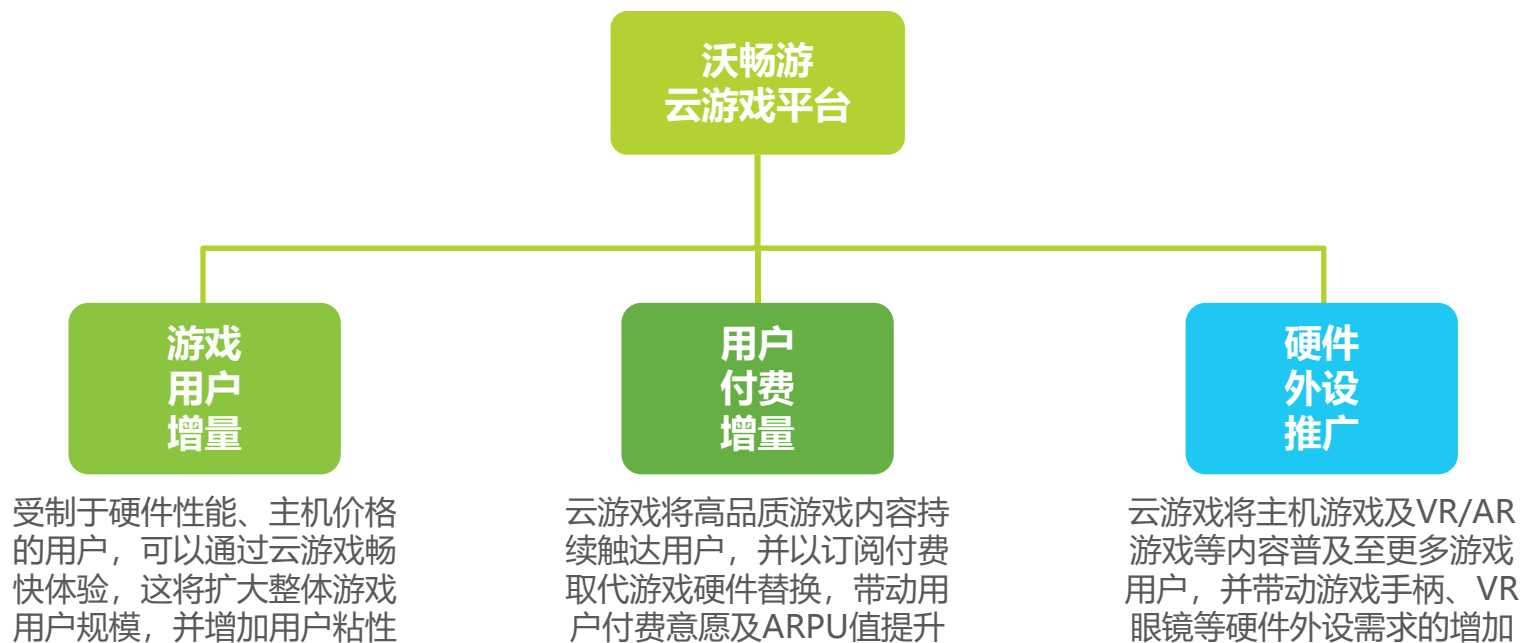 沃畅游
云游戏平台
游戏
用户
增量
用户
付费
增量
硬件
外设
推广
受制于硬件性能、主机价格
的用户，可以通过云游戏畅
快体验，这将扩大整体游戏
用户规模，并增加用户粘性
云游戏将高品质游戏内容持
续触达用户，并以订阅付费
取代游戏硬件替换，带动用
户付费意愿及ARPU值提升
云游戏将主机游戏及VR/AR
游戏等内容普及至更多游戏
用户，并带动游戏手柄、VR
眼镜等硬件外设需求的增加